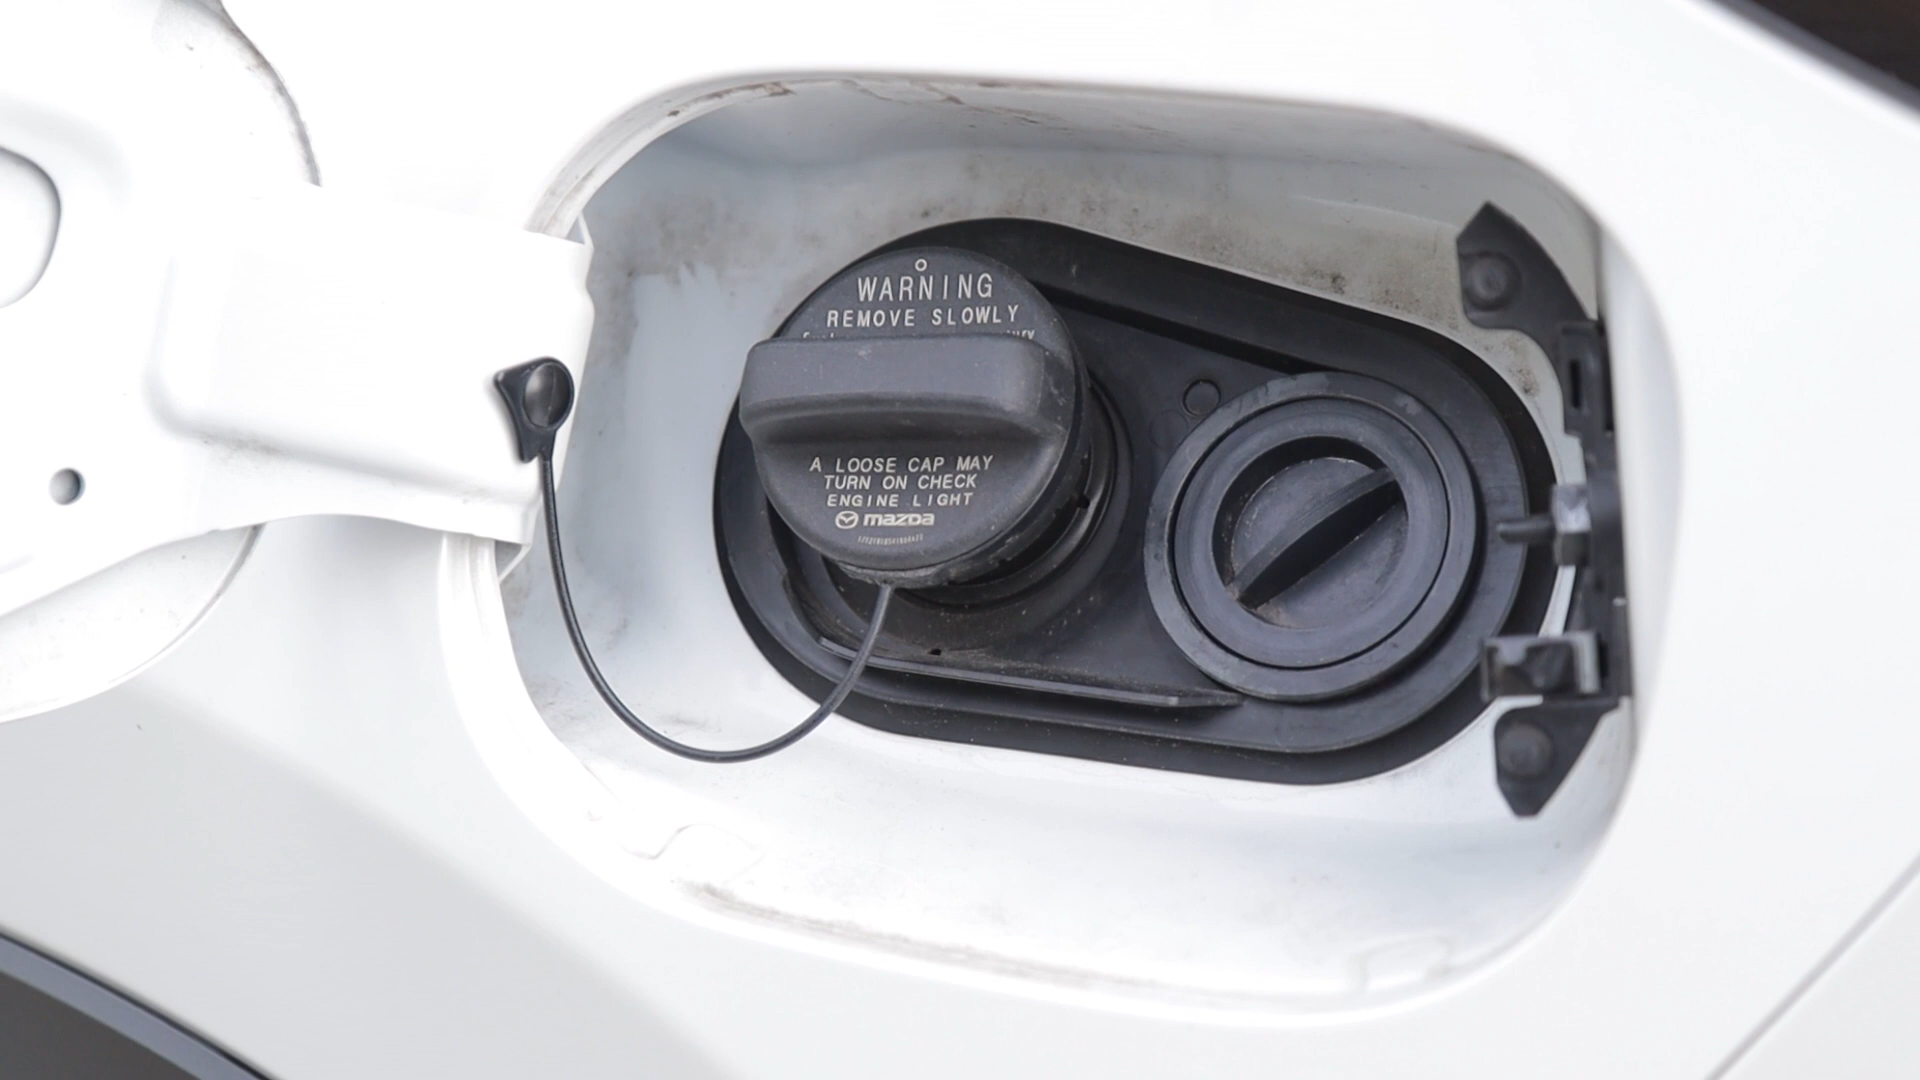 WARNING
REMOVE SLOWLY
A LOOSE CAP MAY
TURN ON CHECK
ENGINE LIGHT
mazda